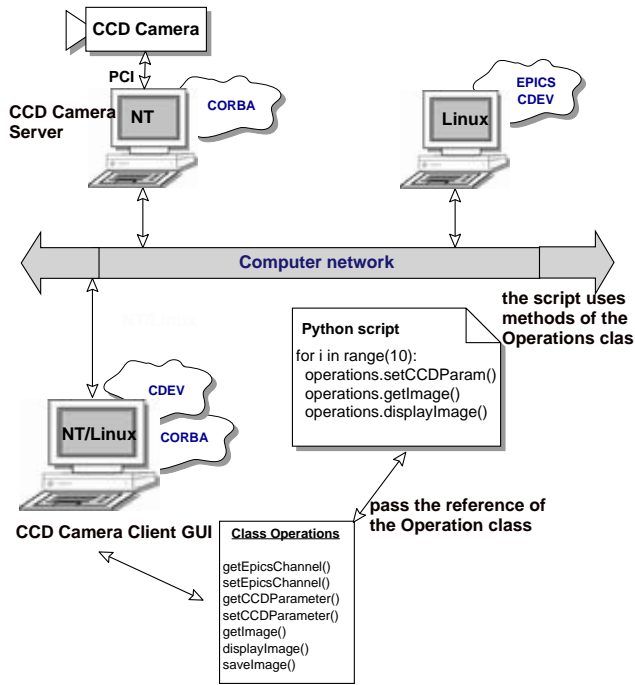 CCD Camera
PCI
CORBA
CCD Camera
Server
NT
EPICS
CDEV
Linux
Computer network
the script uses
methods of the
Operations clas
NT/Linux
Python script
for i in range(10):
operations.setCCDParam()
operations.getImage()
operations.displayImage()
CDEV
NT/Linux
CORBA
CCD Camera Client GUI
pass the reference of
the Operation class
Class Operations
getEpicsChannel()
setEpicsChannel()
getCCDParameter()
setCCDParameter()
getImage()
displayImage()
saveImage()